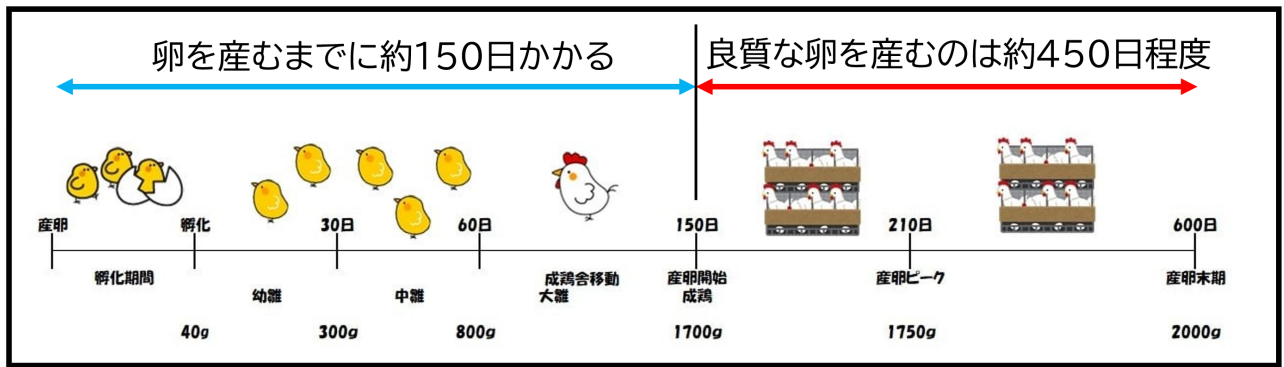 卵を産むまでに約150日かかる
良質な卵を産むのは約450日程度
産卵 孵化 30日 60日 150日 210日 600日
孵化期間 成鶏舎移動 産卵開始 産卵ピーク 産卵末期
幼雛 中雛 大雛 成鶏
40g 300g 800g 1700g 1750g 2000g